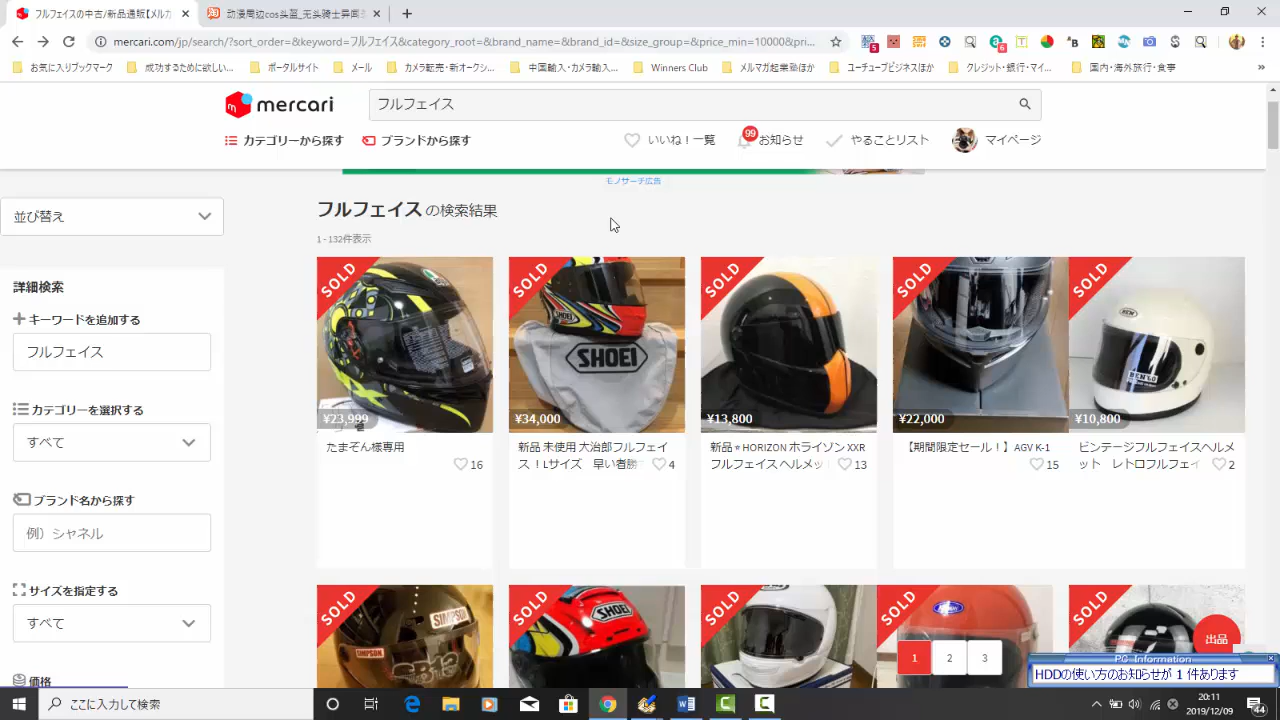 フルフェイスの中古/新品通販【メルカ
动漫周边cos头盔_无头骑士异闻
mercari.com/jp/search/?sort_order=&keyword=フルフェイス&category_root=&brand_name=&brand_id=&size_group=&price_min=10000&pri...
お気に入りブックマーク 成功するために欲しい... ポータルサイト メール カメラ転売・新オークシ... 中国輸入・カメラ輸入... Winners Club メルマガ起業塾ほか ユーチューブビジネスほか クレジット・銀行・マイ... 国内・海外旅行・食事 »
mercari フルフェイス
カテゴリーから探す ブランドから探す いいね！一覧 99 お知らせ やることリスト マイページ
モノサーチ広告
並び替え
フルフェイス の検索結果
1 - 132件表示
詳細検索
キーワードを追加する
フルフェイス
カテゴリーを選択する
すべて
ブランド名から探す
例）シャネル
サイズを指定する
すべて
価格
SOLD SOLD SOLD SOLD SOLD
SHOEI
¥23,999 ¥34,000 ¥13,800 ¥22,000 ¥10,800
たまぞん様専用
16
新品 未使用 大治郎フルフェイ
ス ！Lサイズ 早い者勝
4
新品⭐︎HORIZON ホライゾン XXR
フルフェイス ヘルメッ
13
【期間限定セール！】AGV K-1
15
ビンテージフルフェイスヘルメ
ット レトロフルフェイ
2
SOLD SOLD SOLD SOLD SOLD
SIMPSON
SIMPSON
SHOEI
1 2 3
出品
PC Information
HDDの使い方のお知らせが 1 件あります
ここに入力して検索
20:11
2019/12/09
44